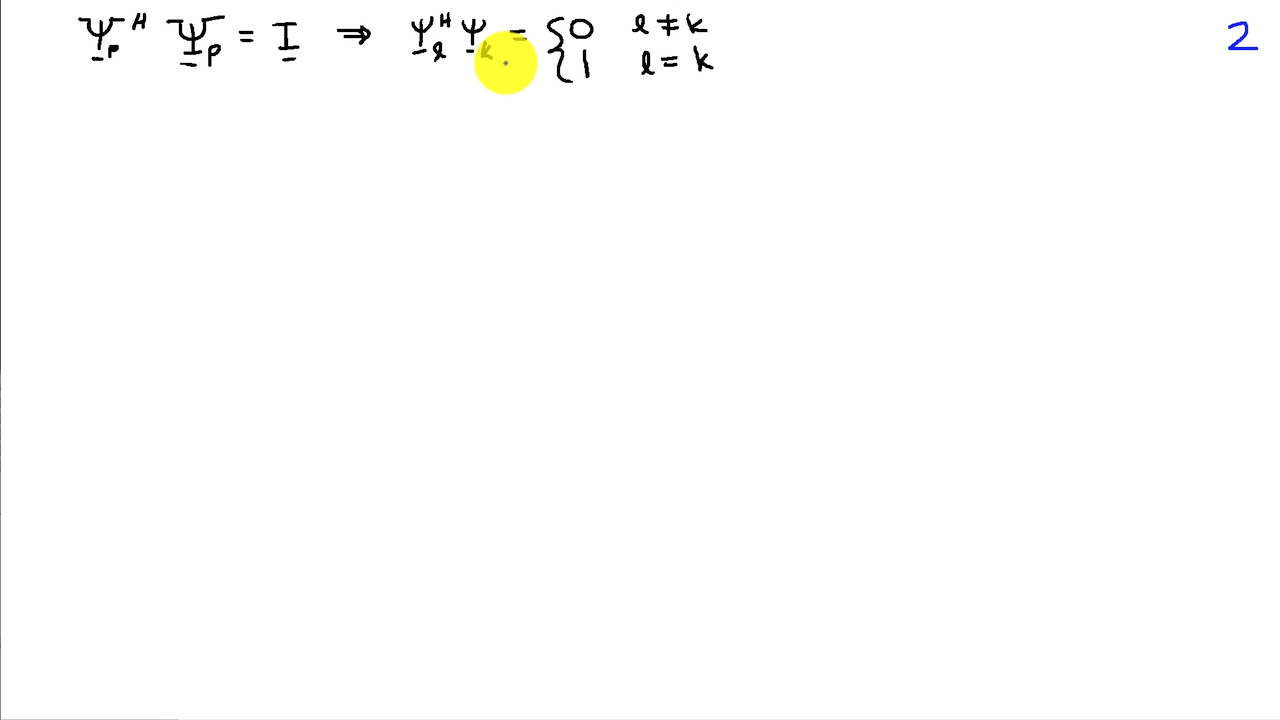 Ψ_p^H Ψ_p = I ⇒ ψ_l^H ψ_k = { 0 l ≠ k
1 l = k
2